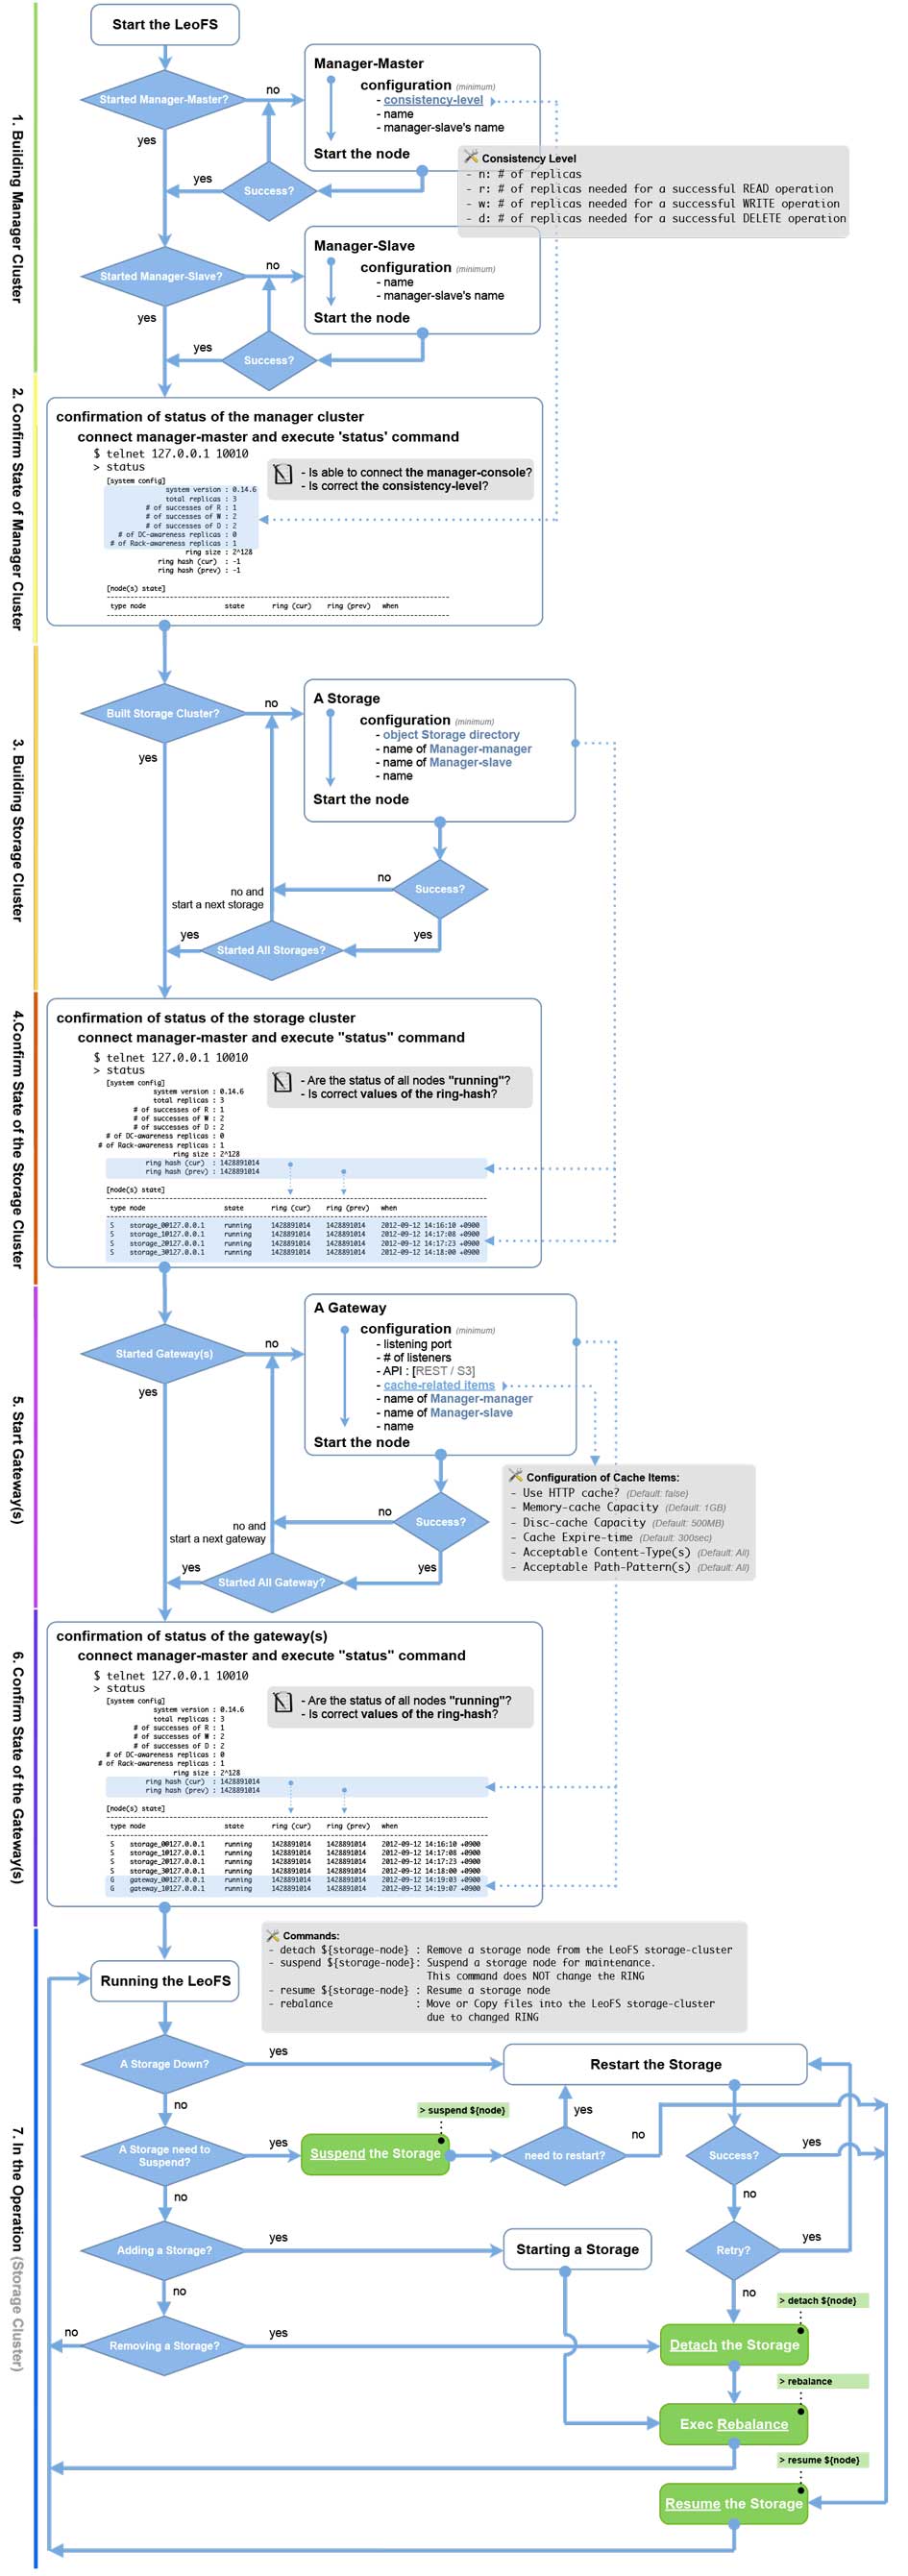 Start the LeoFS
1. Building Manager Cluster
Started Manager-Master?
no
yes
Manager-Master
configuration (minimum)
- consistency-level
- name
- manager-slave's name
Start the node
Success?
yes
Consistency Level
- n: # of replicas
- r: # of replicas needed for a successful READ operation
- w: # of replicas needed for a successful WRITE operation
- d: # of replicas needed for a successful DELETE operation
Started Manager-Slave?
no
yes
Manager-Slave
configuration (minimum)
- name
- manager-slave's name
Start the node
Success?
yes
2. Confirm State of Manager Cluster
confirmation of status of the manager cluster
connect manager-master and execute 'status' command
$ telnet 127.0.0.1 10010
> status
- Is able to connect the manager-console?
- Is correct the consistency-level?
[system config]
system version : 0.14.6
total replicas : 3
# of successes of R : 1
# of successes of W : 2
# of successes of D : 2
# of DC-awareness replicas : 0
# of Rack-awareness replicas : 1
ring size : 2^128
ring hash (cur) : -1
ring hash (prev) : -1
[node(s) state]
type node state ring (cur) ring (prev) when
3. Building Storage Cluster
Built Storage Cluster?
no
yes
A Storage
configuration (minimum)
- object Storage directory
- name of Manager-manager
- name of Manager-slave
- name
Start the node
Success?
no
yes
no and
start a next storage
Started All Storages?
yes
4.Confirm State of the Storage Cluster
confirmation of status of the storage cluster
connect manager-master and execute "status" command
$ telnet 127.0.0.1 10010
> status
- Are the status of all nodes "running"?
- Is correct values of the ring-hash?
[system config]
system version : 0.14.6
total replicas : 3
# of successes of R : 1
# of successes of W : 2
# of successes of D : 2
# of DC-awareness replicas : 0
# of Rack-awareness replicas : 1
ring size : 2^128
ring hash (cur) : 1428891014
ring hash (prev) : 1428891014
[node(s) state]
type node state ring (cur) ring (prev) when
S storage_0@127.0.0.1 running 1428891014 1428891014 2012-09-12 14:16:10 +0900
S storage_1@127.0.0.1 running 1428891014 1428891014 2012-09-12 14:17:08 +0900
S storage_2@127.0.0.1 running 1428891014 1428891014 2012-09-12 14:17:23 +0900
S storage_3@127.0.0.1 running 1428891014 1428891014 2012-09-12 14:18:00 +0900
5. Start Gateway(s)
Started Gateway(s)
no
yes
A Gateway
configuration (minimum)
- listening port
- # of listeners
- API : [REST / S3]
- cache-related items
- name of Manager-manager
- name of Manager-slave
- name
Start the node
Configuration of Cache Items:
- Use HTTP cache? (Default: false)
- Memory-cache Capacity (Default: 1GB)
- Disc-cache Capacity (Default: 500MB)
- Cache Expire-time (Default: 300sec)
- Acceptable Content-Type(s) (Default: All)
- Acceptable Path-Pattern(s) (Default: All)
Success?
no
yes
no and
start a next gateway
Started All Gateway?
yes
6. Confirm State of the Gateway(s)
confirmation of status of the gateway(s)
connect manager-master and execute "status" command
$ telnet 127.0.0.1 10010
> status
- Are the status of all nodes "running"?
- Is correct values of the ring-hash?
[system config]
system version : 0.14.6
total replicas : 3
# of successes of R : 1
# of successes of W : 2
# of successes of D : 2
# of DC-awareness replicas : 0
# of Rack-awareness replicas : 1
ring size : 2^128
ring hash (cur) : 1428891014
ring hash (prev) : 1428891014
[node(s) state]
type node state ring (cur) ring (prev) when
S storage_0@127.0.0.1 running 1428891014 1428891014 2012-09-12 14:16:10 +0900
S storage_1@127.0.0.1 running 1428891014 1428891014 2012-09-12 14:17:08 +0900
S storage_2@127.0.0.1 running 1428891014 1428891014 2012-09-12 14:17:23 +0900
S storage_3@127.0.0.1 running 1428891014 1428891014 2012-09-12 14:18:00 +0900
G gateway_0@127.0.0.1 running 1428891014 1428891014 2012-09-12 14:19:03 +0900
G gateway_1@127.0.0.1 running 1428891014 1428891014 2012-09-12 14:19:07 +0900
7. In the Operation (Storage Cluster)
Commands:
- detach ${storage-node} : Remove a storage node from the LeoFS storage-cluster
- suspend ${storage-node}: Suspend a storage node for maintenance.
This command does NOT change the RING
- resume ${storage-node} : Resume a storage node
- rebalance : Move or Copy files into the LeoFS storage-cluster
due to changed RING
Running the LeoFS
A Storage Down?
yes
no
Restart the Storage
> suspend ${node}
A Storage need to
Suspend?
yes
no
Suspend the Storage
need to restart?
yes
no
Success?
yes
no
Adding a Storage?
yes
no
Starting a Storage
Retry?
yes
no
> detach ${node}
Removing a Storage?
no
yes
Detach the Storage
> rebalance
Exec Rebalance
> resume ${node}
Resume the Storage